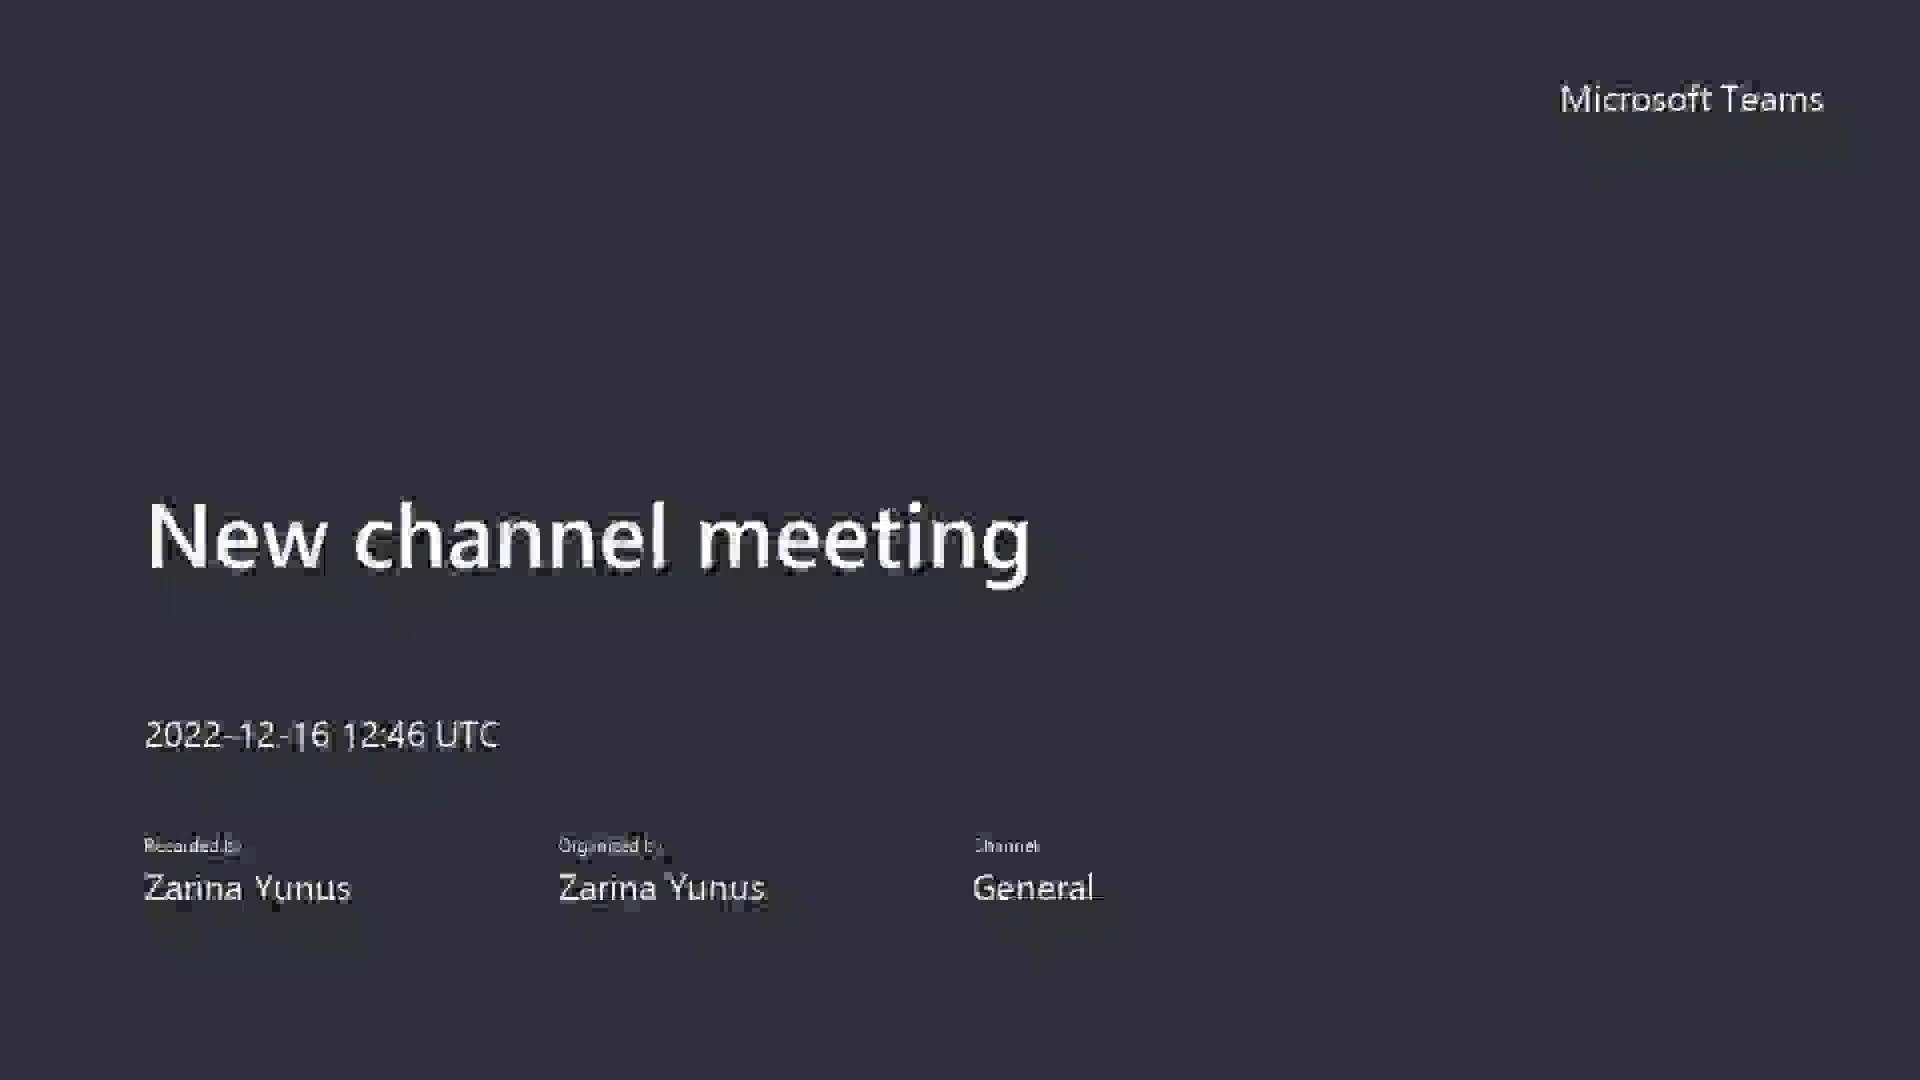 Microsoft Teams
New channel meeting
2022-12-16 12:46 UTC
Recorded by
Organized by
Channel
Zarina Yunus
Zarina Yunus
General